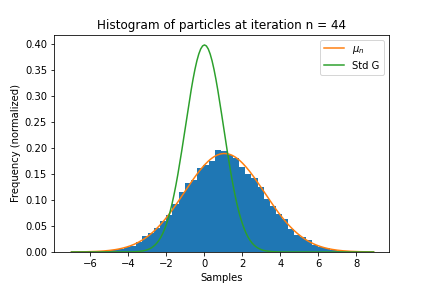 Histogram of particles at iteration n = 44
μn
Std G
Frequency (normalized)
0.40
0.35
0.30
0.25
0.20
0.15
0.10
0.05
0.00
−6 −4 −2 0 2 4 6 8
Samples